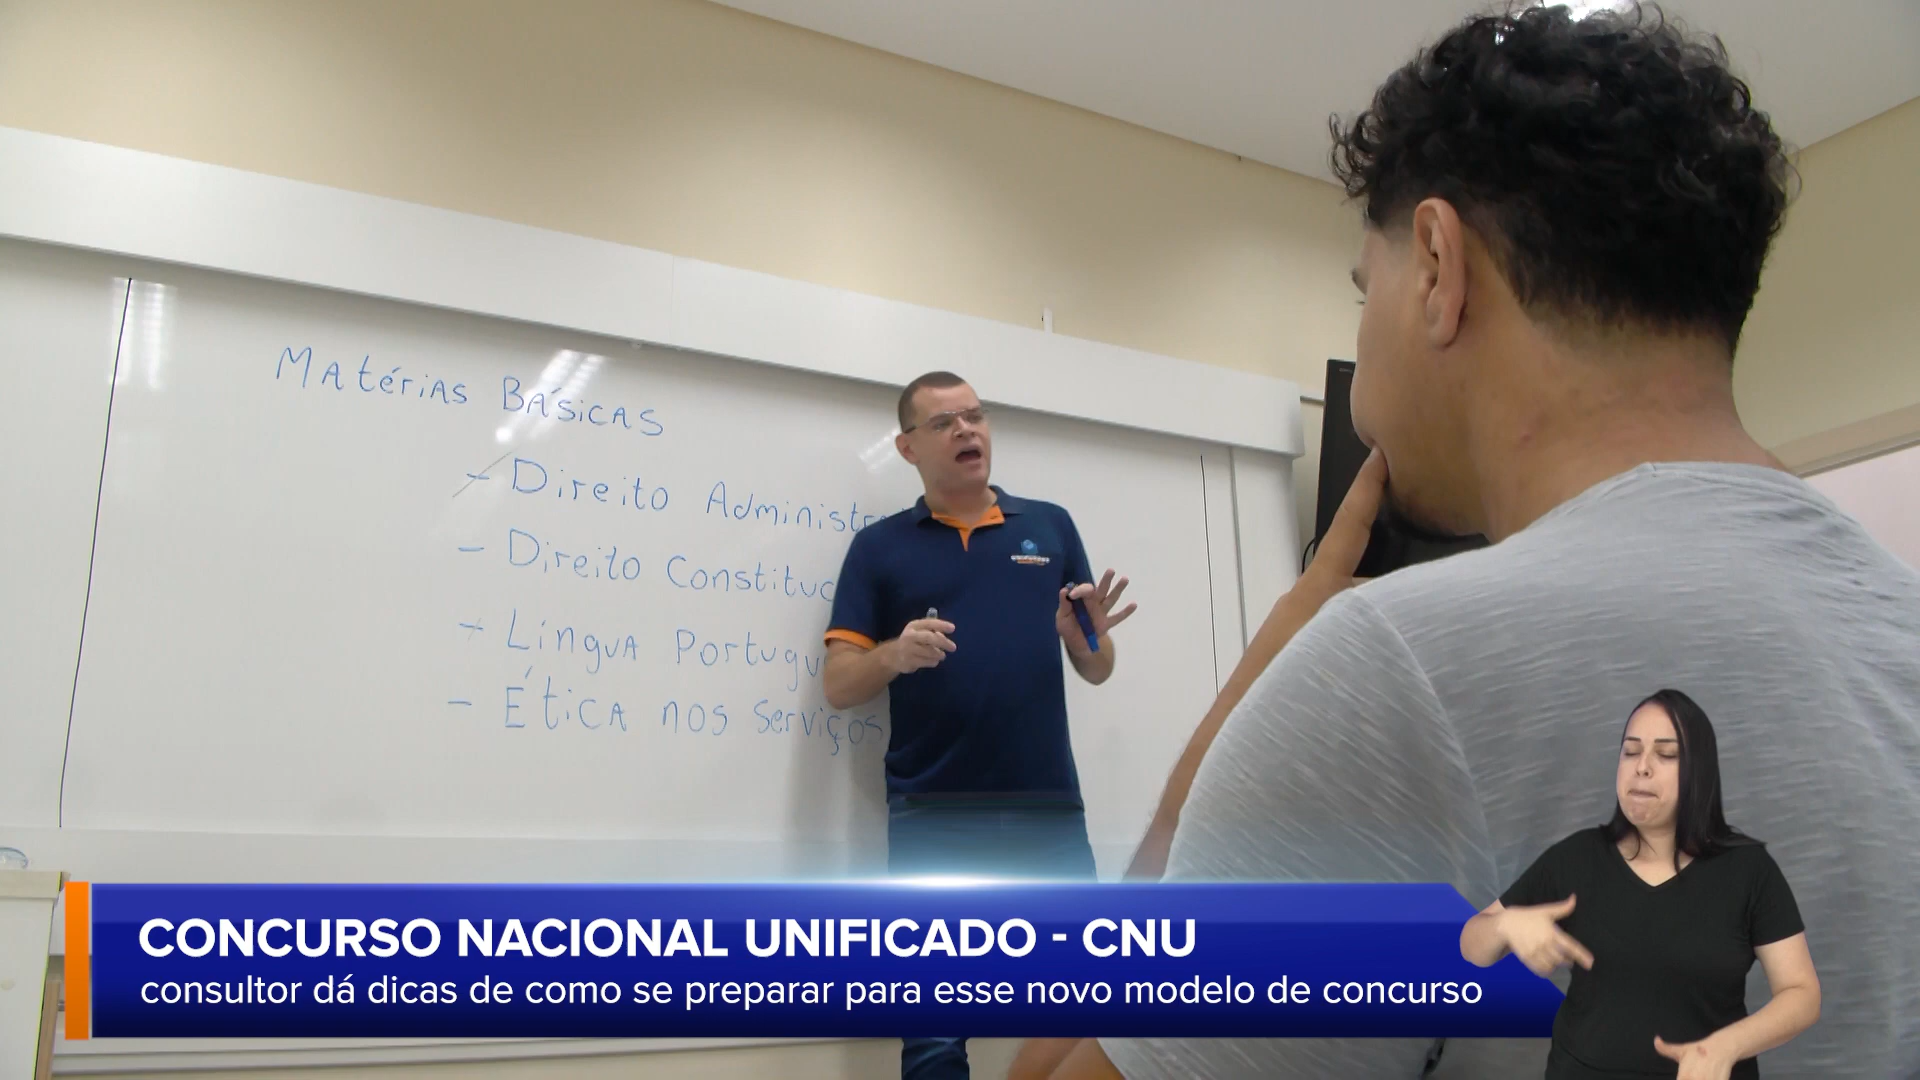 Matérias Básicas
- Direito Administra
- Direito Constituc
- Língua Portugu
- Ética nos Serviços
CONCURSO NACIONAL UNIFICADO - CNU
consultor dá dicas de como se preparar para esse novo modelo de concurso